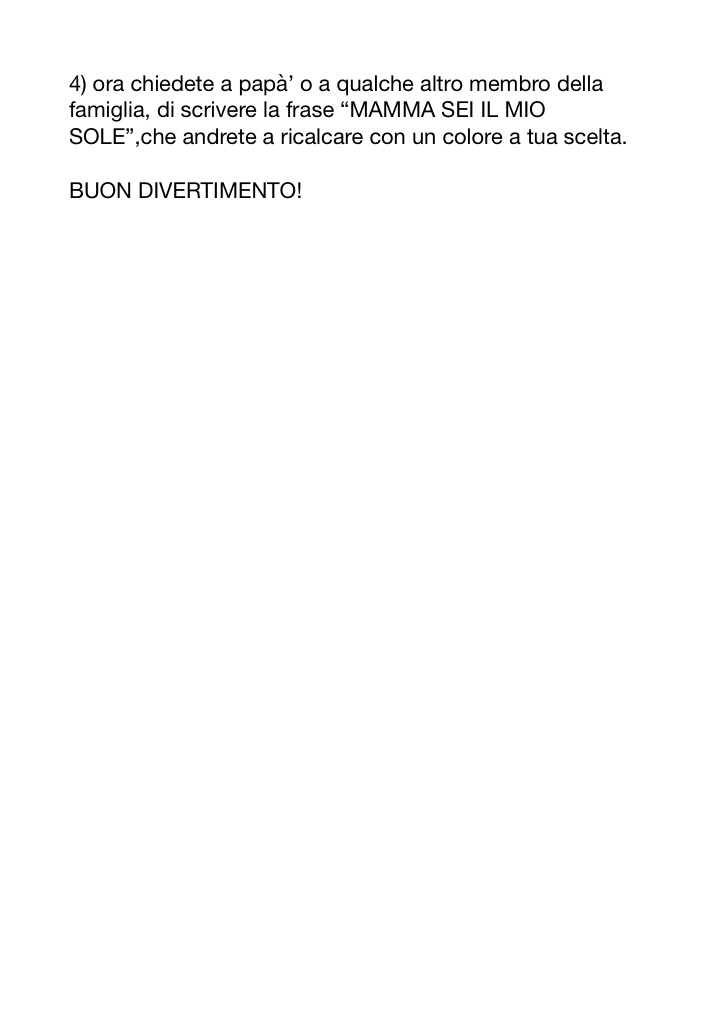 4) ora chiedete a papà’ o a qualche altro membro della
famiglia, di scrivere la frase “MAMMA SEI IL MIO
SOLE”,che andrete a ricalcare con un colore a tua scelta.
BUON DIVERTIMENTO!